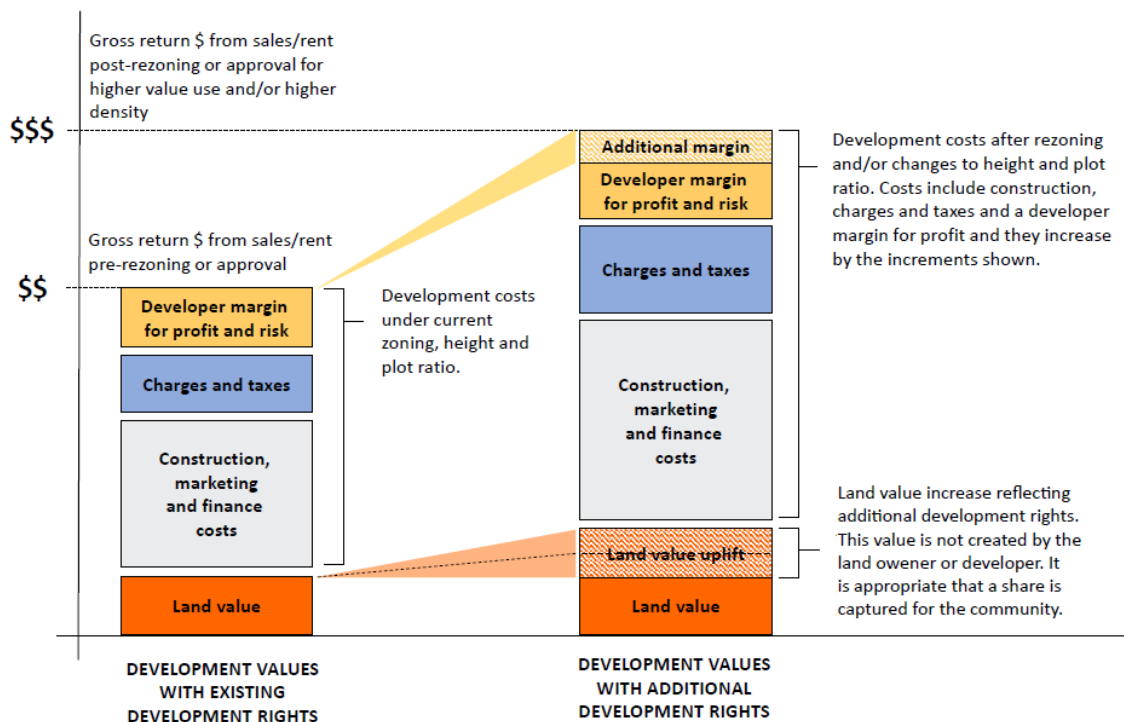 Gross return $ from sales/rent
post-rezoning or approval for
higher value use and/or higher
density
$$$
Additional margin
Developer margin
for profit and risk
Charges and taxes
Construction,
marketing
and finance
costs
Land value uplift
Land value
Development costs after rezoning
and/or changes to height and plot
ratio. Costs include construction,
charges and taxes and a developer
margin for profit and they increase
by the increments shown.
Gross return $ from sales/rent
pre-rezoning or approval
$$
Developer margin
for profit and risk
Charges and taxes
Construction,
marketing
and finance
costs
Land value
Development costs
under current
zoning, height and
plot ratio.
Land value increase reflecting
additional development rights.
This value is not created by the
land owener or developer. It
is appropriate that a share is
captured for the community.
DEVELOPMENT VALUES
WITH EXISTING
DEVELOPMENT RIGHTS
DEVELOPMENT VALUES
WITH ADDITIONAL
DEVELOPMENT RIGHTS